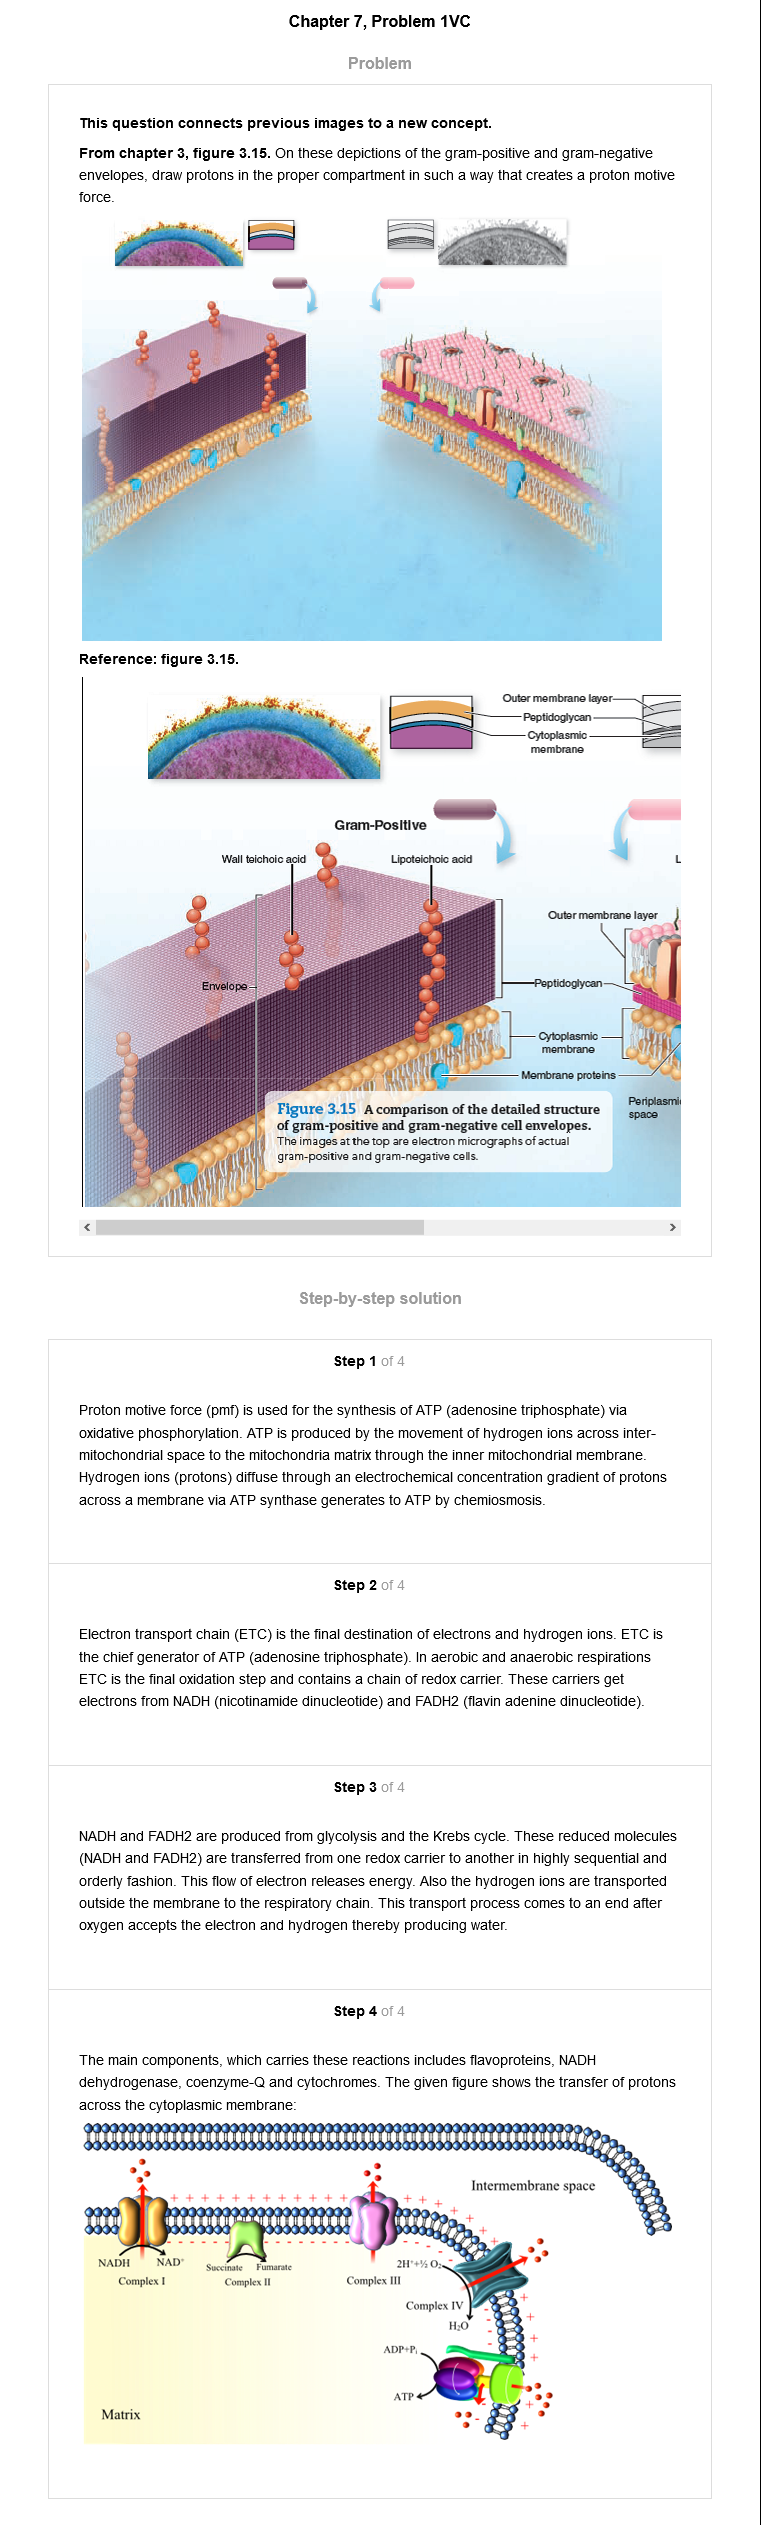 Chapter 7, Problem 1VC
Problem
This question connects previous images to a new concept.
From chapter 3, figure 3.15. On these depictions of the gram-positive and gram-negative
envelopes, draw protons in the proper compartment in such a way that creates a proton motive
force.
Reference: figure 3.15.
Outer membrane layer
Peptidoglycan
Cytoplasmic
membrane
Gram-Positive
Wall teichoic acid
Lipoteichoic acid
L
Outer membrane layer
Envelope
Peptidoglycan
Cytoplasmic
membrane
Membrane proteins
Periplasmi
space
Figure 3.15 A comparison of the detailed structure
of gram-positive and gram-negative cell envelopes.
The images at the top are electron micrographs of actual
gram-positive and gram-negative cells.
Step-by-step solution
Step 1 of 4
Proton motive force (pmf) is used for the synthesis of ATP (adenosine triphosphate) via
oxidative phosphorylation. ATP is produced by the movement of hydrogen ions across inter-
mitochondrial space to the mitochondria matrix through the inner mitochondrial membrane.
Hydrogen ions (protons) diffuse through an electrochemical concentration gradient of protons
across a membrane via ATP synthase generates to ATP by chemiosmosis.
Step 2 of 4
Electron transport chain (ETC) is the final destination of electrons and hydrogen ions. ETC is
the chief generator of ATP (adenosine triphosphate). In aerobic and anaerobic respirations
ETC is the final oxidation step and contains a chain of redox carrier. These carriers get
electrons from NADH (nicotinamide dinucleotide) and FADH2 (flavin adenine dinucleotide).
Step 3 of 4
NADH and FADH2 are produced from glycolysis and the Krebs cycle. These reduced molecules
(NADH and FADH2) are transferred from one redox carrier to another in highly sequential and
orderly fashion. This flow of electron releases energy. Also the hydrogen ions are transported
outside the membrane to the respiratory chain. This transport process comes to an end after
oxygen accepts the electron and hydrogen thereby producing water.
Step 4 of 4
The main components, which carries these reactions includes flavoproteins, NADH
dehydrogenase, coenzyme-Q and cytochromes. The given figure shows the transfer of protons
across the cytoplasmic membrane:
Intermembrane space
NADH NAD⁺
Complex I
Succinate Fumarate
Complex II
Complex III
2H⁺+½ O₂
Complex IV
H₂O
ADP+Pᵢ
ATP
Matrix